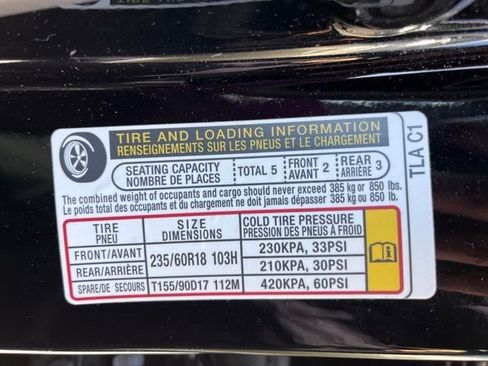 TIRE AND LOADING INFORMATION
RENSEIGNEMENTS SUR LES PNEUS ET LE CHARGEMENT
SEATING CAPACITY
NOMBRE DE PLACES
TOTAL 5
FRONT
AVANT 2
REAR
ARRIÈRE 3
The combined weight of occupants and cargo should never exceed 385 kg or 850 lbs.
Le poids total des occupants et du chargement ne doit jamais dépasser 385 kg or 850 lbs.
TIRE
PNEU
SIZE
DIMENSIONS
COLD TIRE PRESSURE
PRESSION DES PNEUS À FROID
FRONT/AVANT
235/60R18 103H
230KPA, 33PSI
REAR/ARRIÈRE
210KPA, 30PSI
SPARE/DE SECOURS
T155/90D17 112M
420KPA, 60PSI
TLA C1